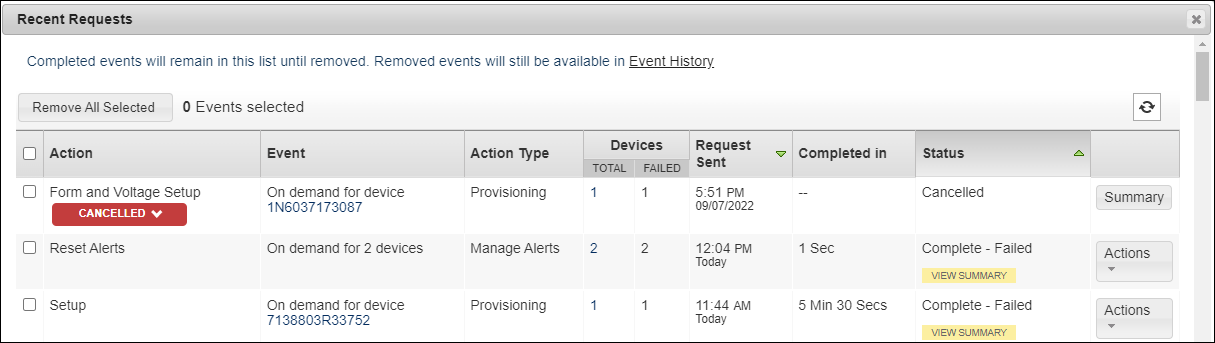 Recent Requests
Completed events will remain in this list until removed. Removed events will still be available in Event History
Remove All Selected 0 Events selected
Action Event Action Type Devices TOTAL FAILED Request Sent Completed in Status
Form and Voltage Setup On demand for device Provisioning 1 1 5:51 PM -- Cancelled Summary
CANCELLED 1N6037173087 09/07/2022
Reset Alerts On demand for 2 devices Manage Alerts 2 2 12:04 PM 1 Sec Complete - Failed Actions
Today VIEW SUMMARY
Setup On demand for device Provisioning 1 1 11:44 AM 5 Min 30 Secs Complete - Failed Actions
7138803R33752 Today VIEW SUMMARY